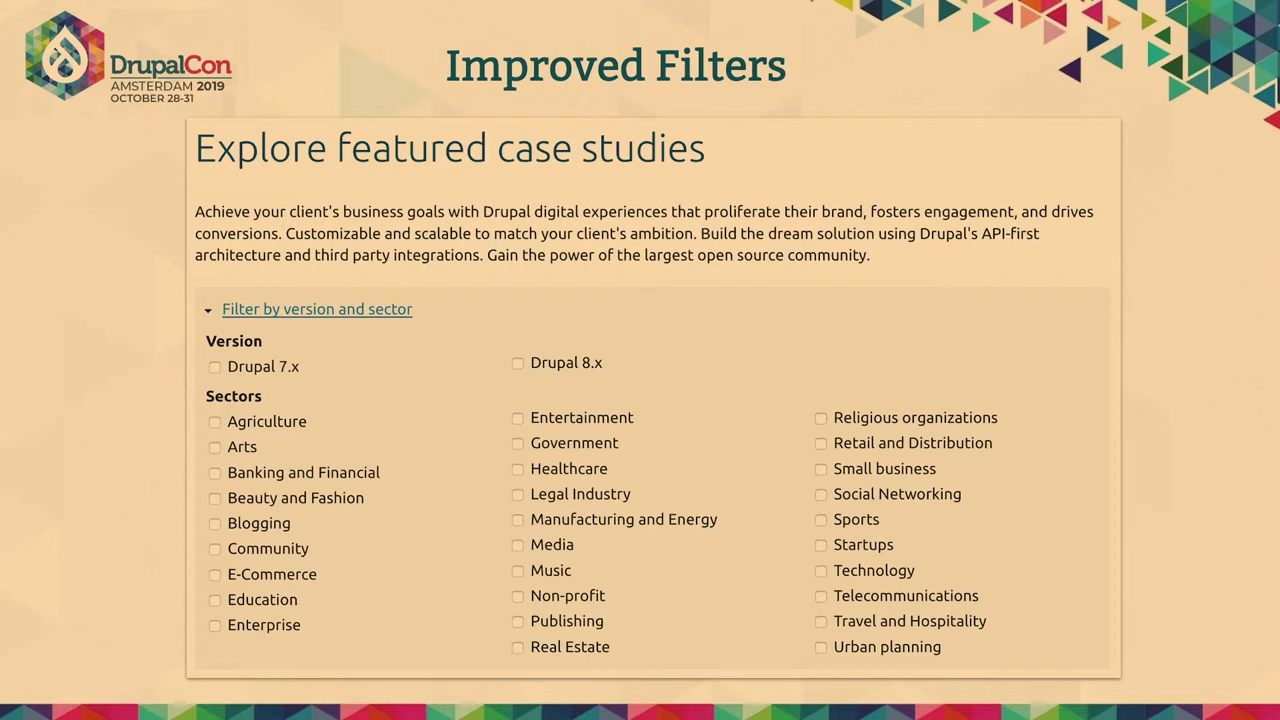 DrupalCon
AMSTERDAM 2019
OCTOBER 28-31
Improved Filters
Explore featured case studies
Achieve your client's business goals with Drupal digital experiences that proliferate their brand, fosters engagement, and drives
conversions. Customizable and scalable to match your client's ambition. Build the dream solution using Drupal's API-first
architecture and third party integrations. Gain the power of the largest open source community.
Filter by version and sector
Version
Drupal 7.x
Drupal 8.x
Sectors
Agriculture
Arts
Banking and Financial
Beauty and Fashion
Blogging
Community
E-Commerce
Education
Enterprise
Entertainment
Government
Healthcare
Legal Industry
Manufacturing and Energy
Media
Music
Non-profit
Publishing
Real Estate
Religious organizations
Retail and Distribution
Small business
Social Networking
Sports
Startups
Technology
Telecommunications
Travel and Hospitality
Urban planning